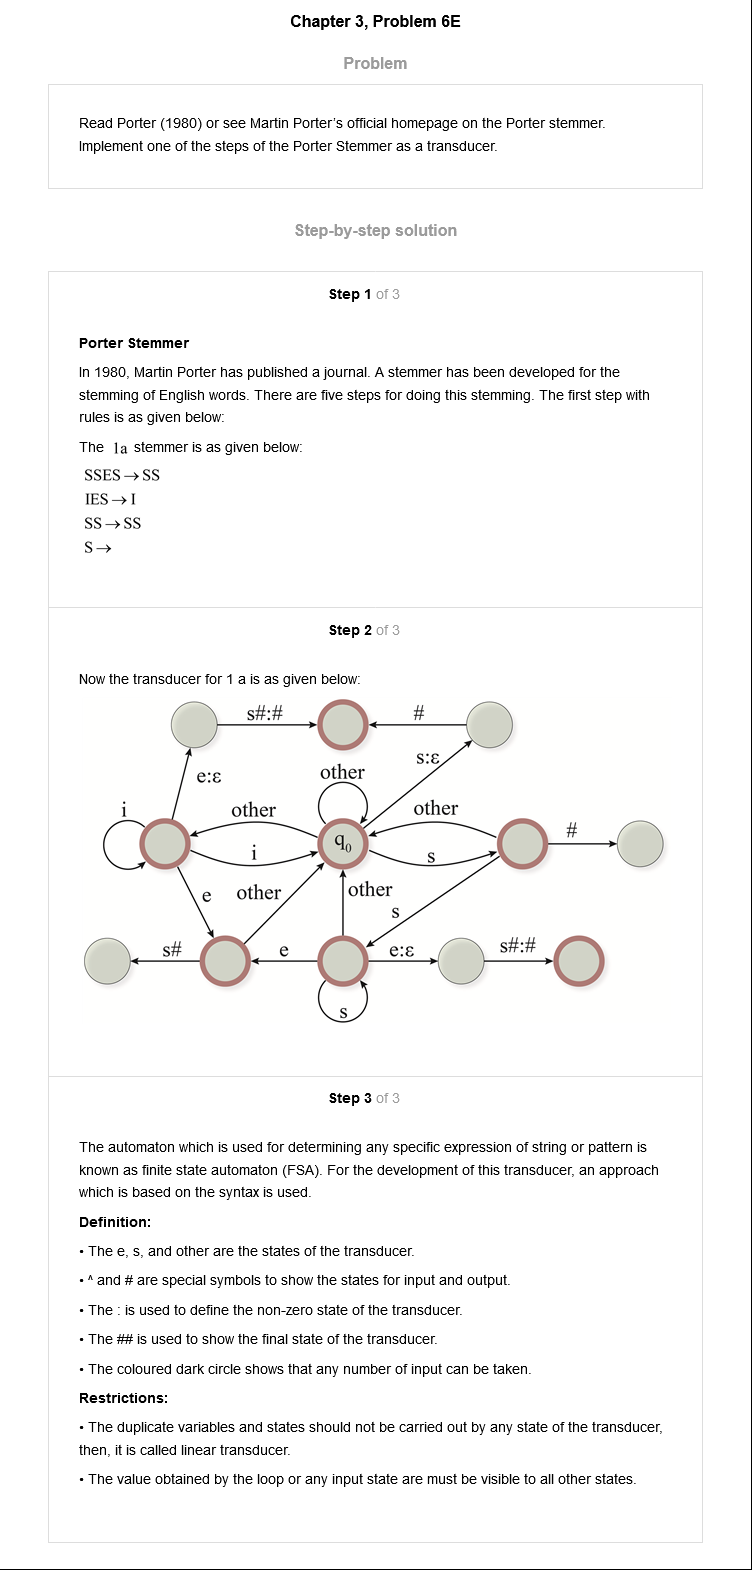 Chapter 3, Problem 6E
Problem
Read Porter (1980) or see Martin Porter's official homepage on the Porter stemmer.
Implement one of the steps of the Porter Stemmer as a transducer.
Step-by-step solution
Step 1 of 3
Porter Stemmer
In 1980, Martin Porter has published a journal. A stemmer has been developed for the
stemming of English words. There are five steps for doing this stemming. The first step with
rules is as given below:
The 1a stemmer is as given below:
SSES→SS
IES→I
SS→SS
S→
Step 2 of 3
Now the transducer for 1 a is as given below:
s#:#
#
e:ε
other
s:ε
i
other
other
#
q₀
i
s
e
other
other
s
s#
e
e:ε
s#:#
s
Step 3 of 3
The automaton which is used for determining any specific expression of string or pattern is
known as finite state automaton (FSA). For the development of this transducer, an approach
which is based on the syntax is used.
Definition:
• The e, s, and other are the states of the transducer.
• ^ and # are special symbols to show the states for input and output.
• The : is used to define the non-zero state of the transducer.
• The ## is used to show the final state of the transducer.
• The coloured dark circle shows that any number of input can be taken.
Restrictions:
• The duplicate variables and states should not be carried out by any state of the transducer,
then, it is called linear transducer.
• The value obtained by the loop or any input state are must be visible to all other states.